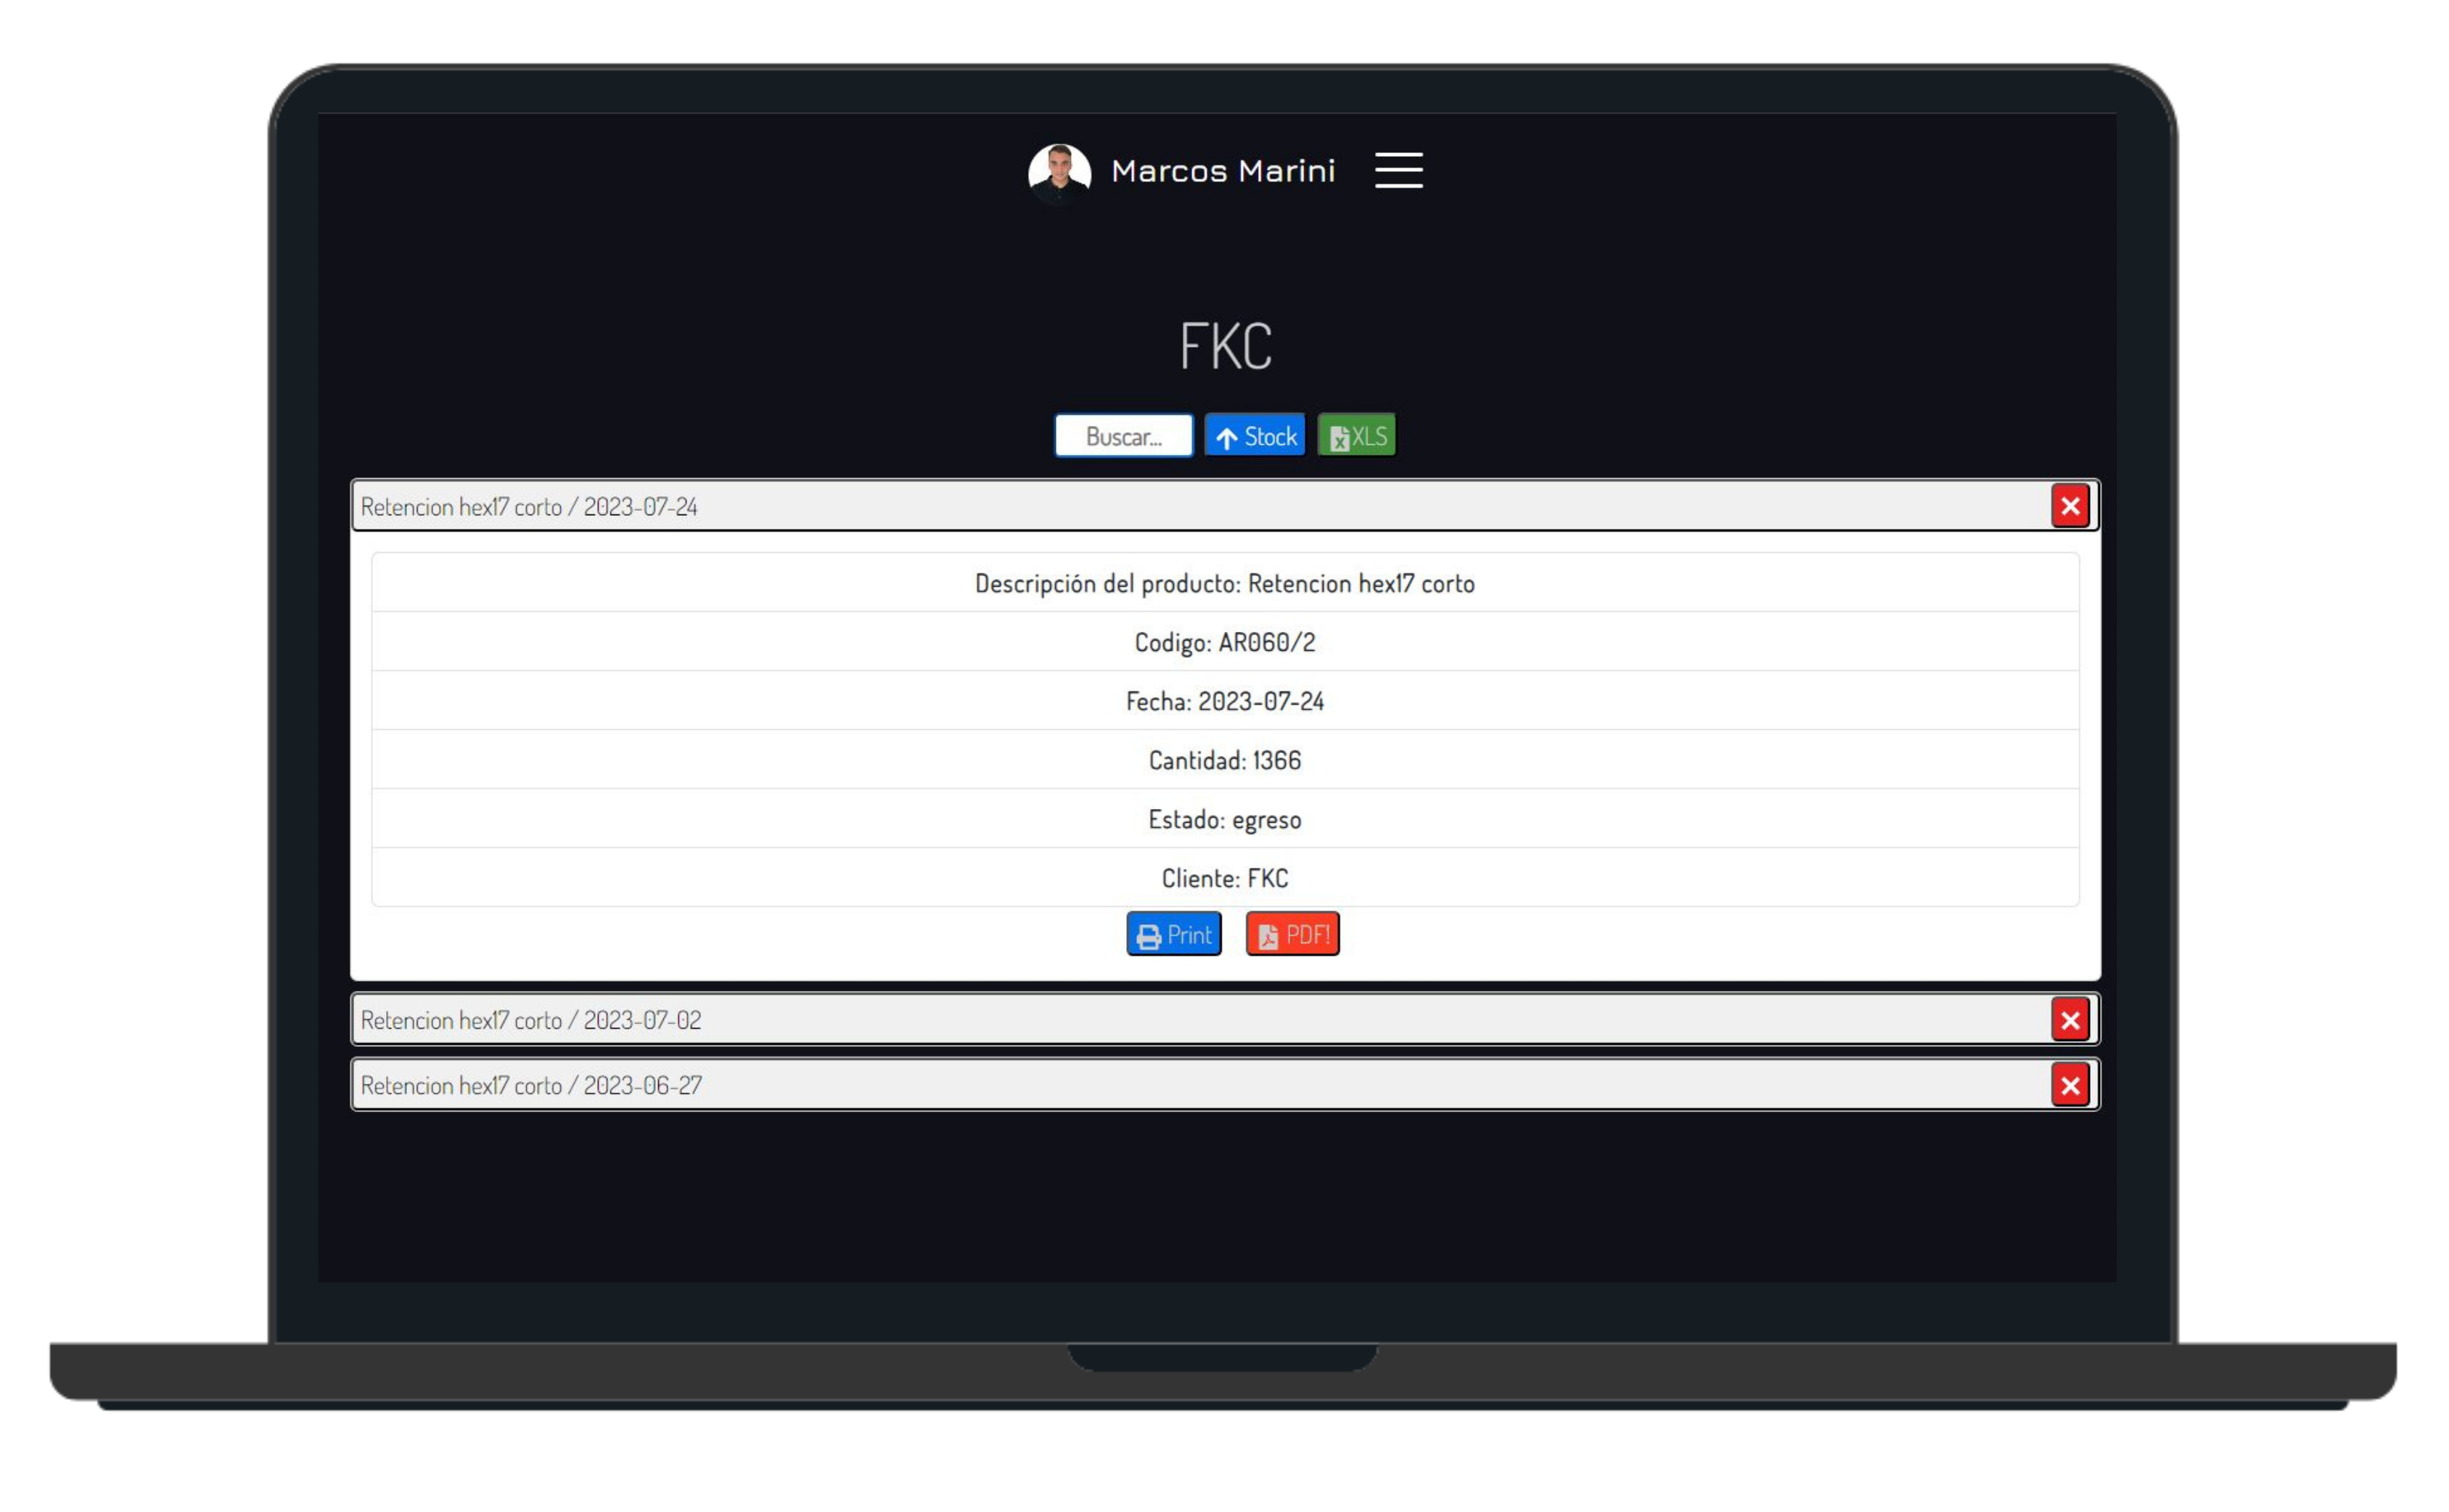 Marcos Marini
FKC
Buscar... Stock XLS
Retencion hex17 corto / 2023-07-24
Descripción del producto: Retencion hex17 corto
Codigo: AR060/2
Fecha: 2023-07-24
Cantidad: 1366
Estado: egreso
Cliente: FKC
Print PDF!
Retencion hex17 corto / 2023-07-02
Retencion hex17 corto / 2023-06-27